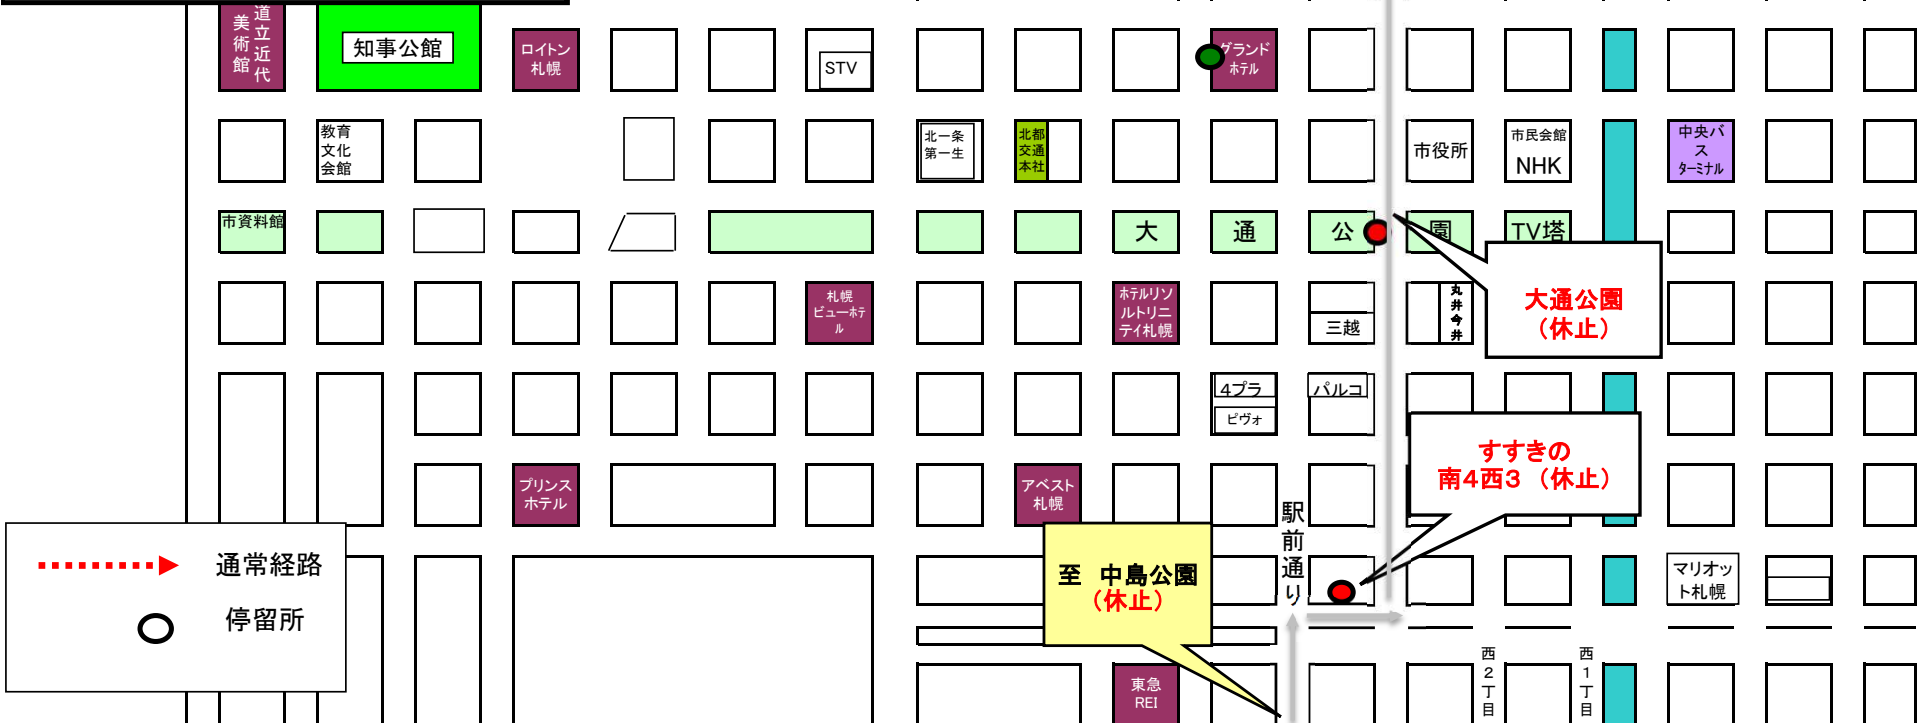 道立近代
美術館
知事公館
ロイトン
札幌
STV
グランド
ホテル
教育
文化
会館
北一条
第一生
北都
交通
本社
市役所
市民会館
NHK
中央バ
ス
ターミナル
市資料館
大
通
公
園
TV塔
札幌
ビューホテ
ル
ホテルリソ
ルトリニ
テイ札幌
三越
丸井今井
大通公園
（休止）
4プラ
ピヴォ
パルコ
すすきの
南4西3 （休止）
プリンス
ホテル
アベスト
札幌
駅前通り
通常経路
停留所
至 中島公園
（休止）
マリオッ
ト札幌
東急
REI
西2丁目
西1丁目